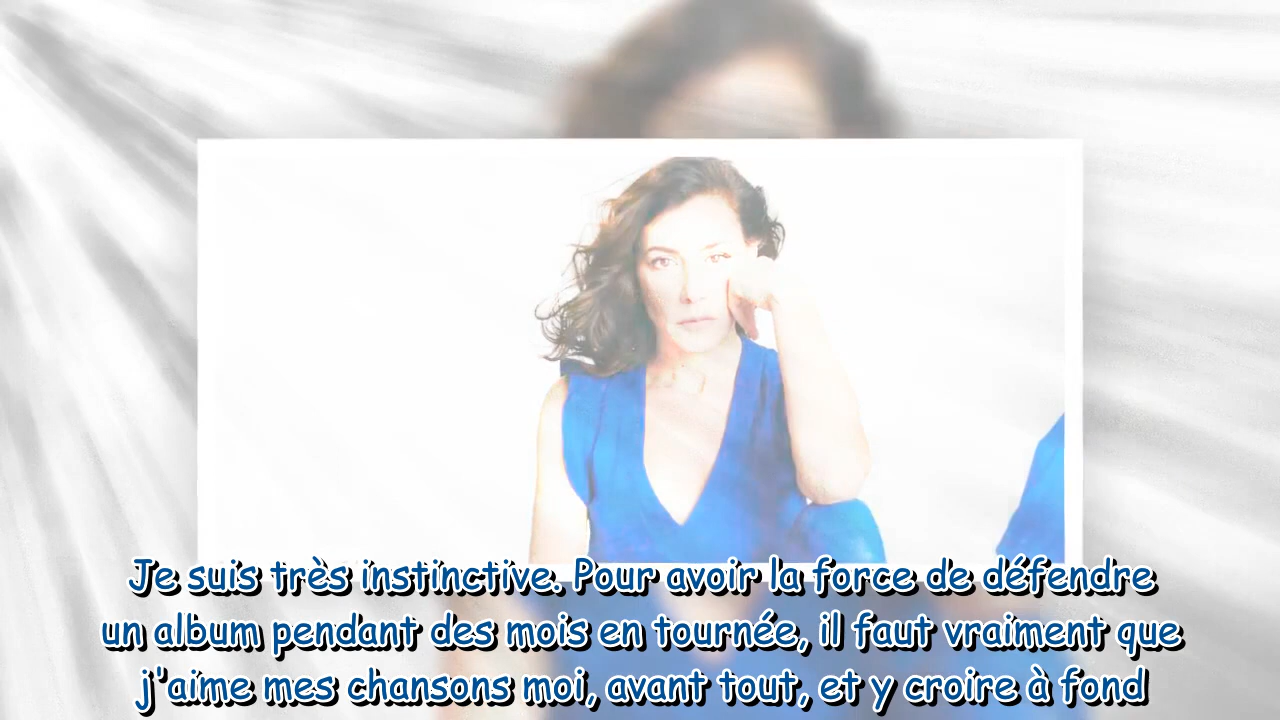 Je suis très instinctive. Pour avoir la force de défendre
un album pendant des mois en tournée, il faut vraiment que
j'aime mes chansons moi, avant tout, et y croire à fond